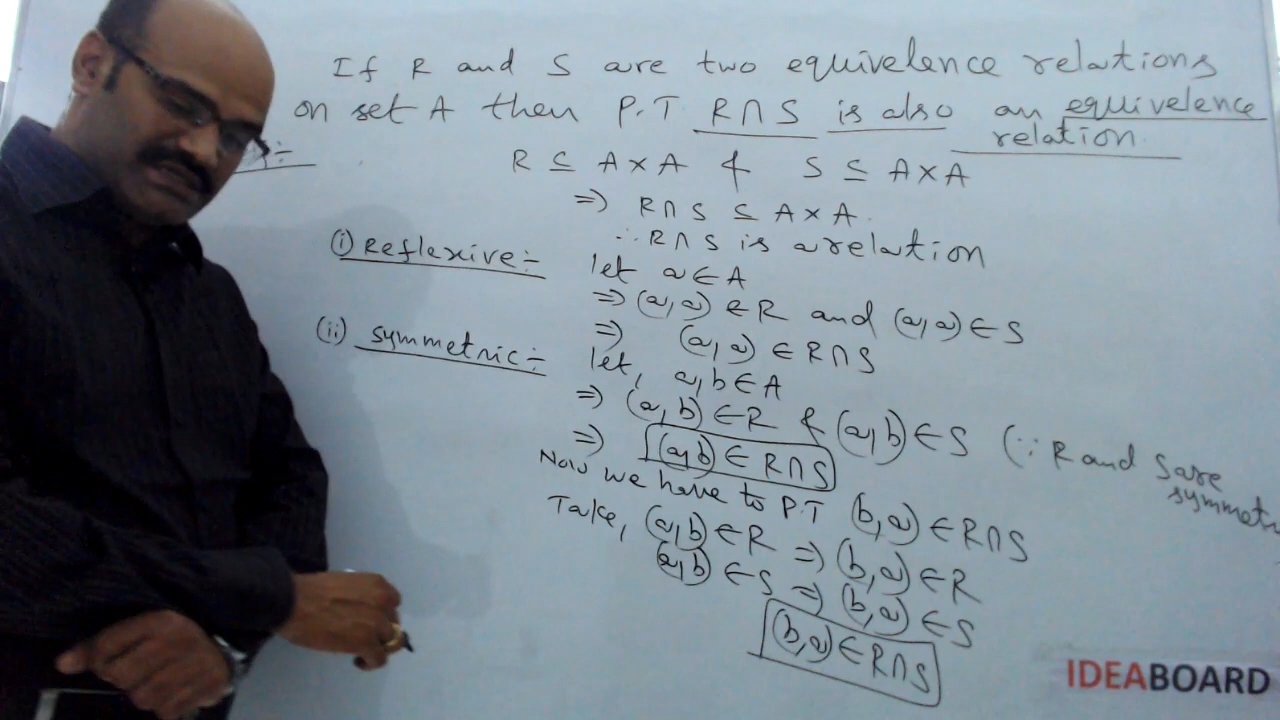 If R and S are two equivelence relations
on set A then P.T R∩S is also an equivelence
relation
R ⊆ A×A & S ⊆ A×A
=> R∩S ⊆ A×A.
∴ R∩S is a relation
(i) Reflexive:- let a∈A
=> (a,a) ∈R and (a,a)∈S
=> (a,a) ∈R∩S
(ii) symmetric:- let, a,b∈A
=> (a,b)∈R & (a,b)∈S (∵ R and S are
symmetr
=> (a,b)∈R∩S
Now we have to P.T (b,a)∈R∩S
Take, (a,b)∈R => (b,a)∈R
(a,b)∈S => (b,a)∈S
(b,a)∈R∩S
IDEABOARD